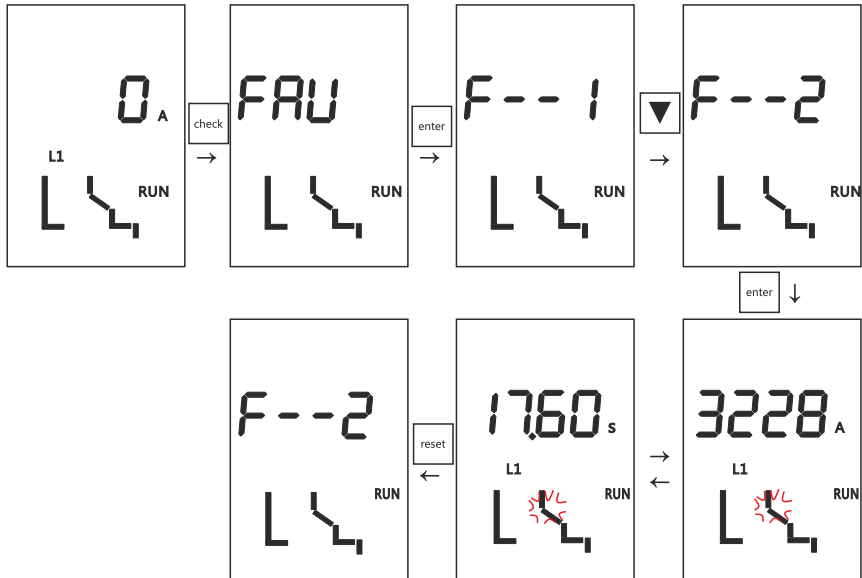 0 A
L1
RUN
check
FAU
RUN
enter
F--1
RUN
▼
F--2
RUN
enter
3228 A
L1
RUN
17.60 s
L1
RUN
reset
F--2
RUN